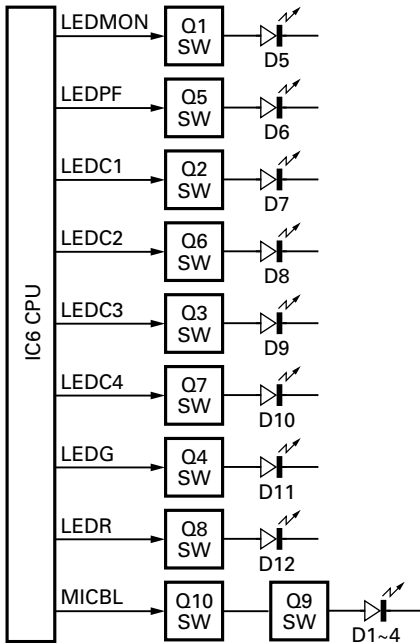 IC6 CPU
LEDMON
Q1
SW
D5
LEDPF
Q5
SW
D6
LEDC1
Q2
SW
D7
LEDC2
Q6
SW
D8
LEDC3
Q3
SW
D9
LEDC4
Q7
SW
D10
LEDG
Q4
SW
D11
LEDR
Q8
SW
D12
MICBL
Q10
SW
Q9
SW
D1~4